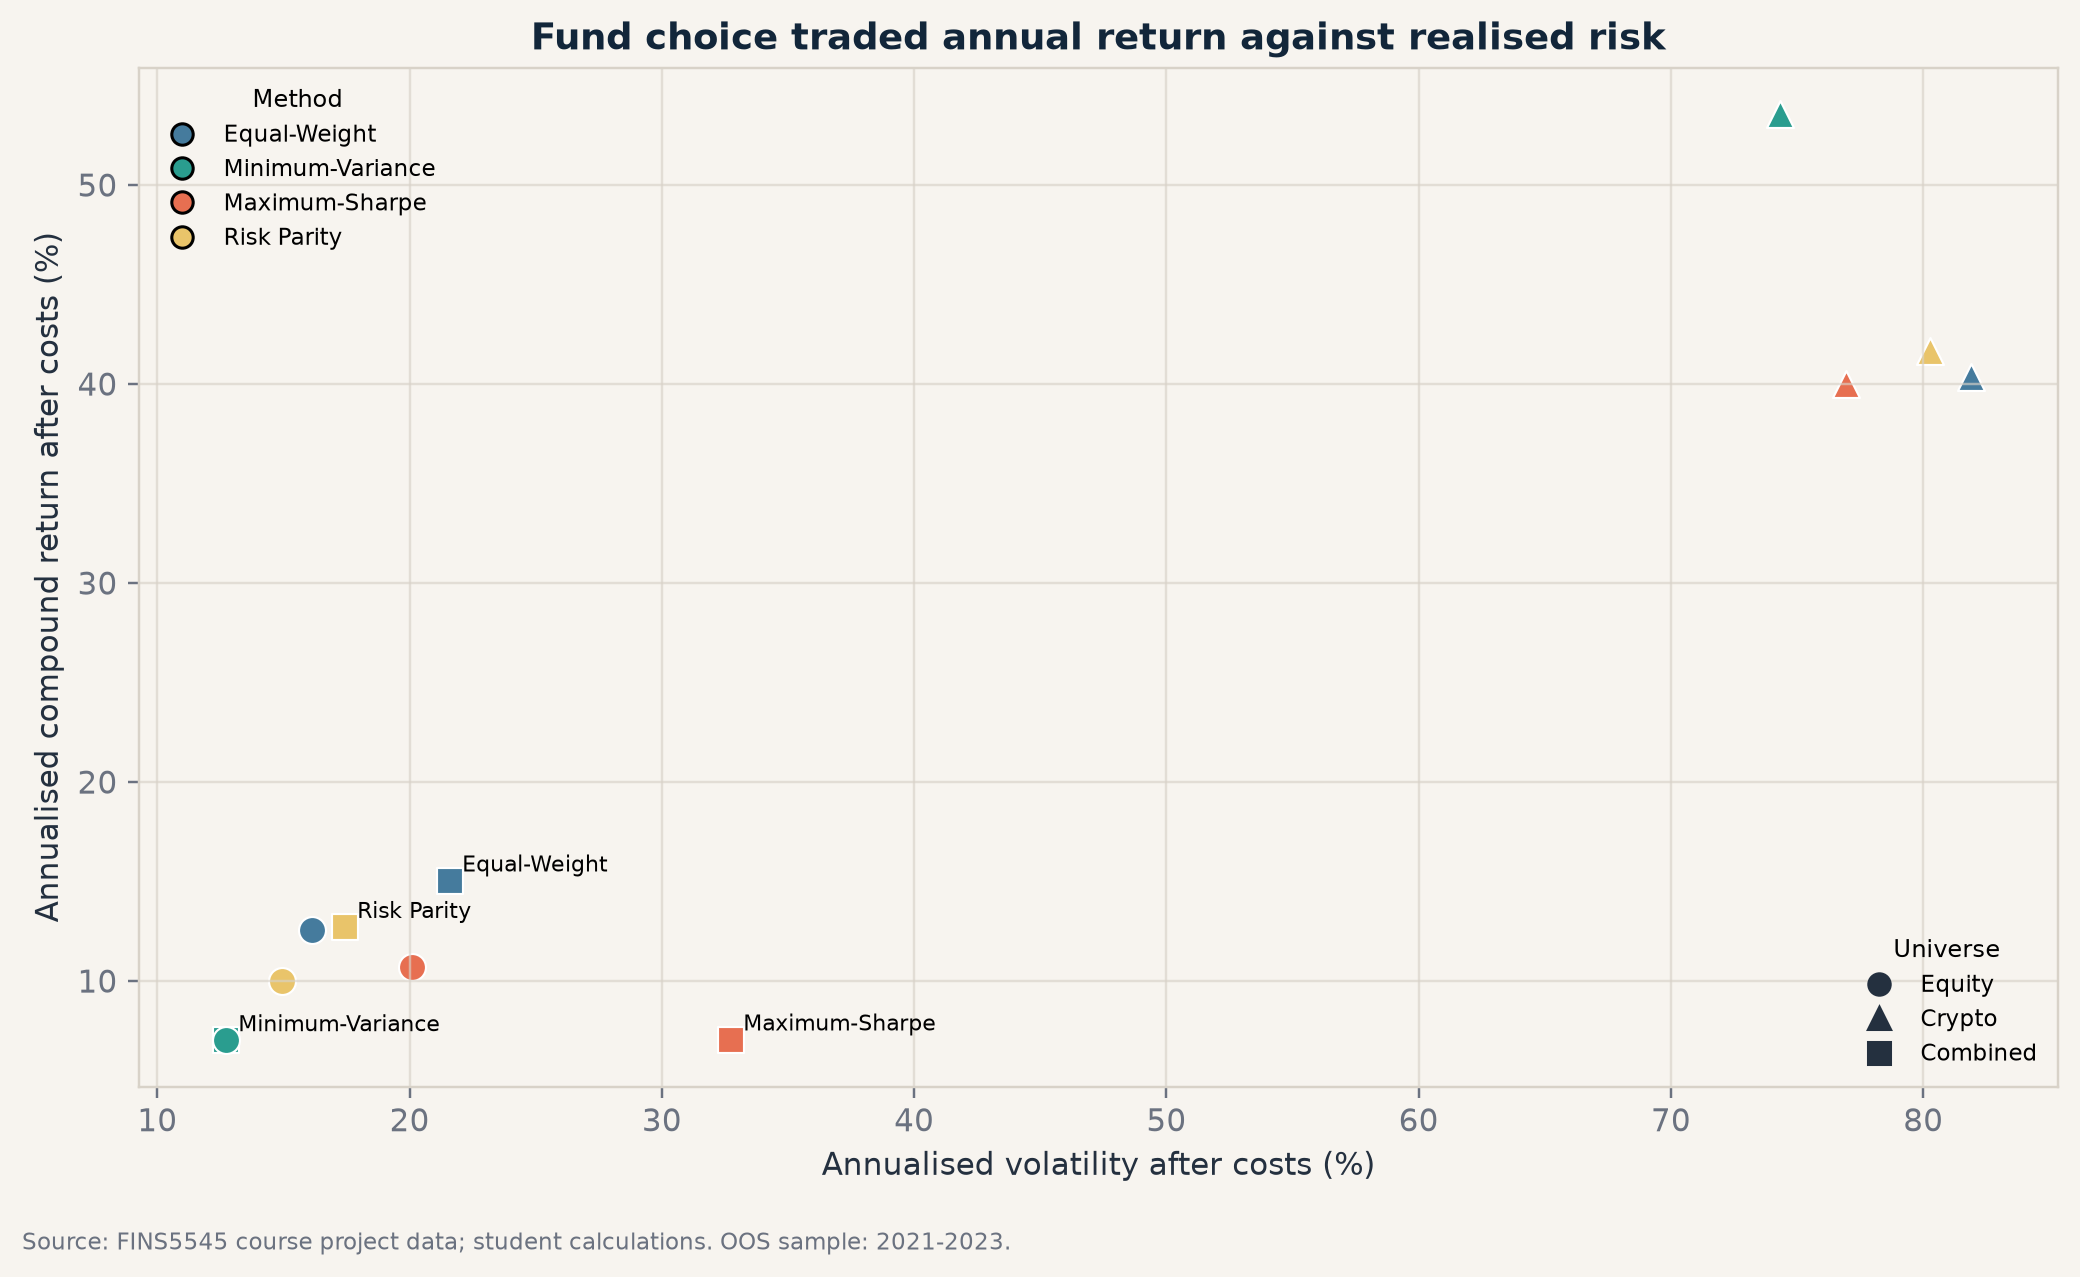 Fund choice traded annual return against realised risk
Method
Equal-Weight
Minimum-Variance
Maximum-Sharpe
Risk Parity
Annualised compound return after costs (%)
50
40
30
20
10
Equal-Weight
Risk Parity
Minimum-Variance
Maximum-Sharpe
Universe
Equity
Crypto
Combined
10 20 30 40 50 60 70 80
Annualised volatility after costs (%)
Source: FINS5545 course project data; student calculations. OOS sample: 2021-2023.